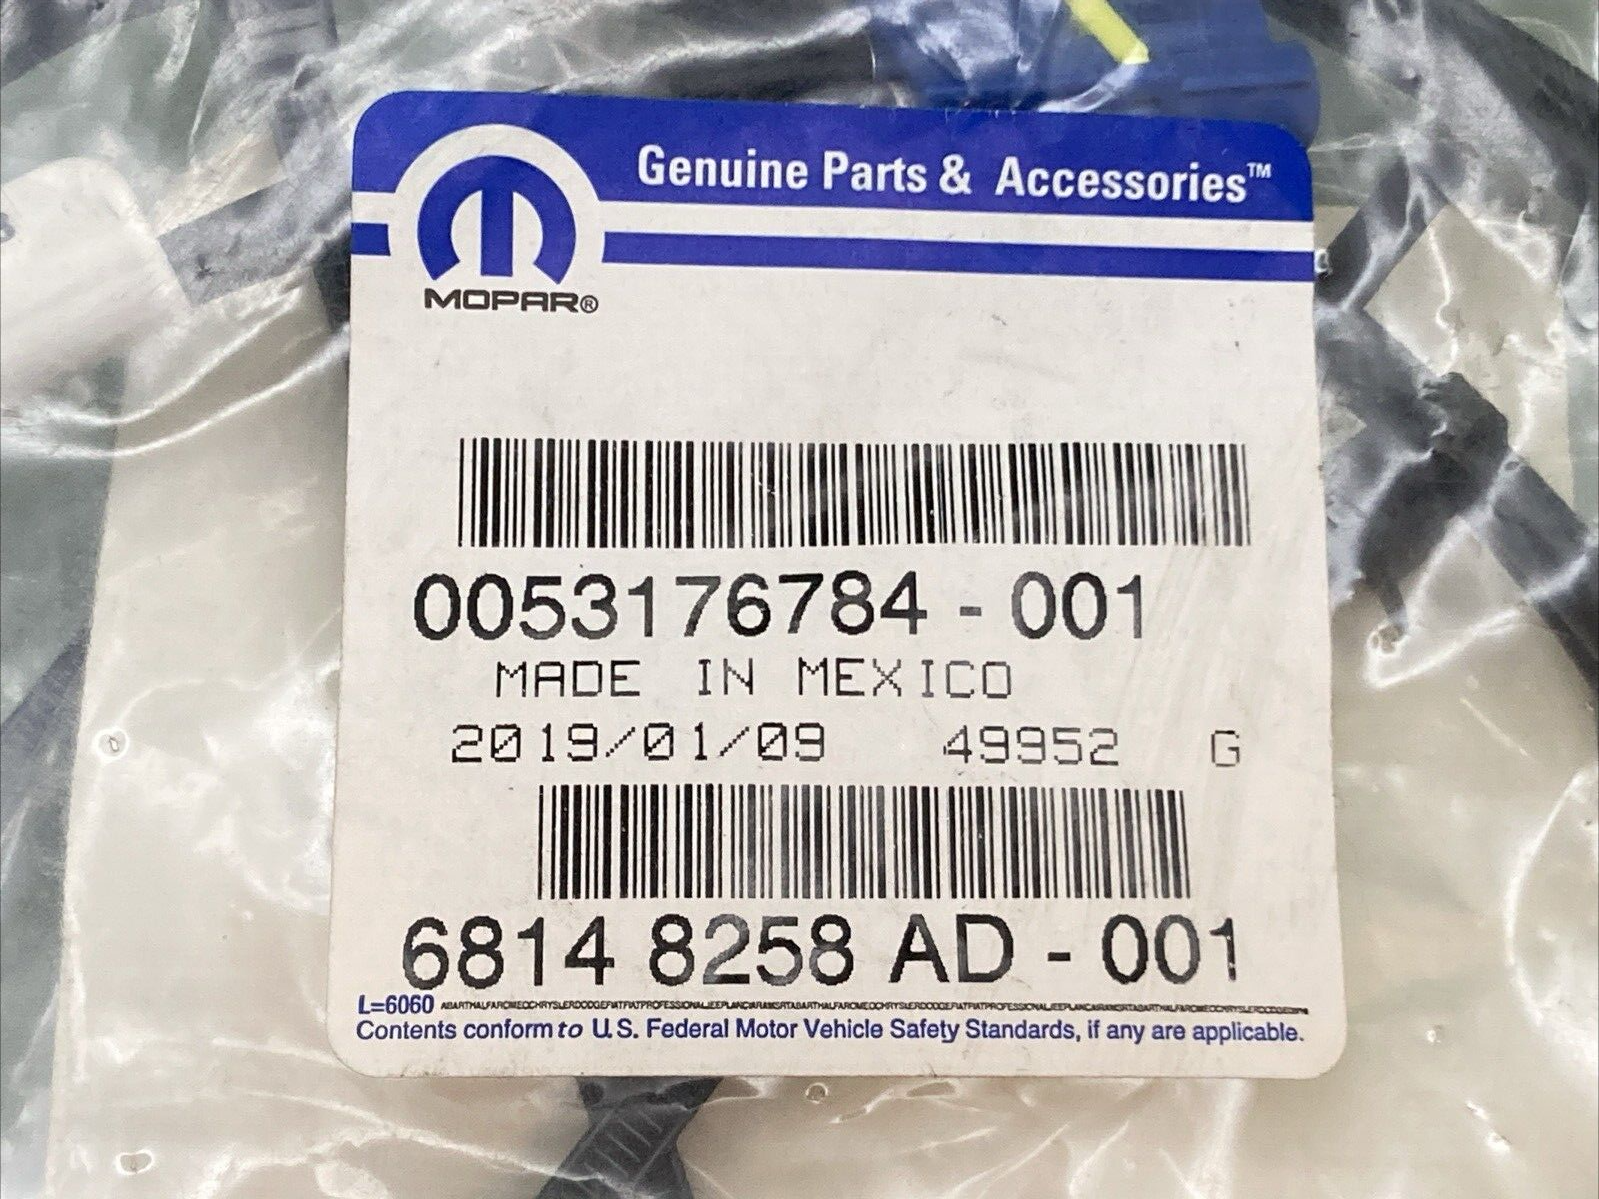 Genuine Parts & Accessories™
MOPAR®
0053176784 - 001
MADE IN MEXICO
2019/01/09 49952 G
6814 8258 AD - 001
L=6060
Contents conform to U.S. Federal Motor Vehicle Safety Standards, if any are applicable.